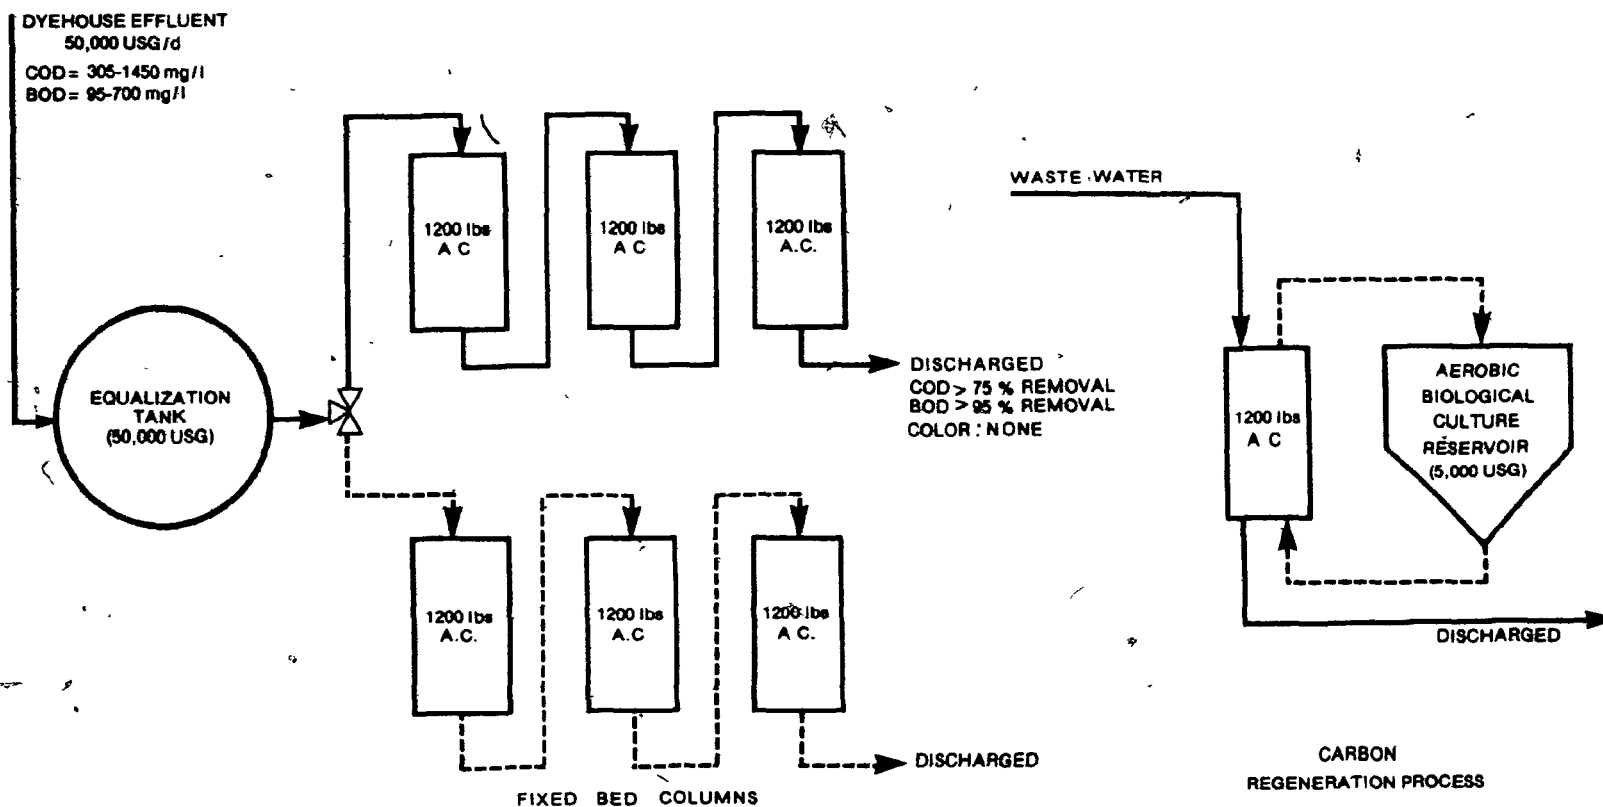 DYEHOUSE EFFLUENT
50,000 USG/d
COD= 305-1450 mg/l
BOD= 95-700 mg/l
EQUALIZATION
TANK
(50,000 USG)
1200 lbs
A C
1200 lbs
A C
1200 lbs
A.C.
DISCHARGED
COD > 75 % REMOVAL
BOD > 95 % REMOVAL
COLOR : NONE
1200 lbs
A.C.
1200 lbs
A.C
1200 lbs
A C.
DISCHARGED
FIXED BED COLUMNS
WASTE WATER
1200 lbs
A C
AEROBIC
BIOLOGICAL
CULTURE
RESERVOIR
(5,000 USG)
DISCHARGED
CARBON
REGENERATION PROCESS